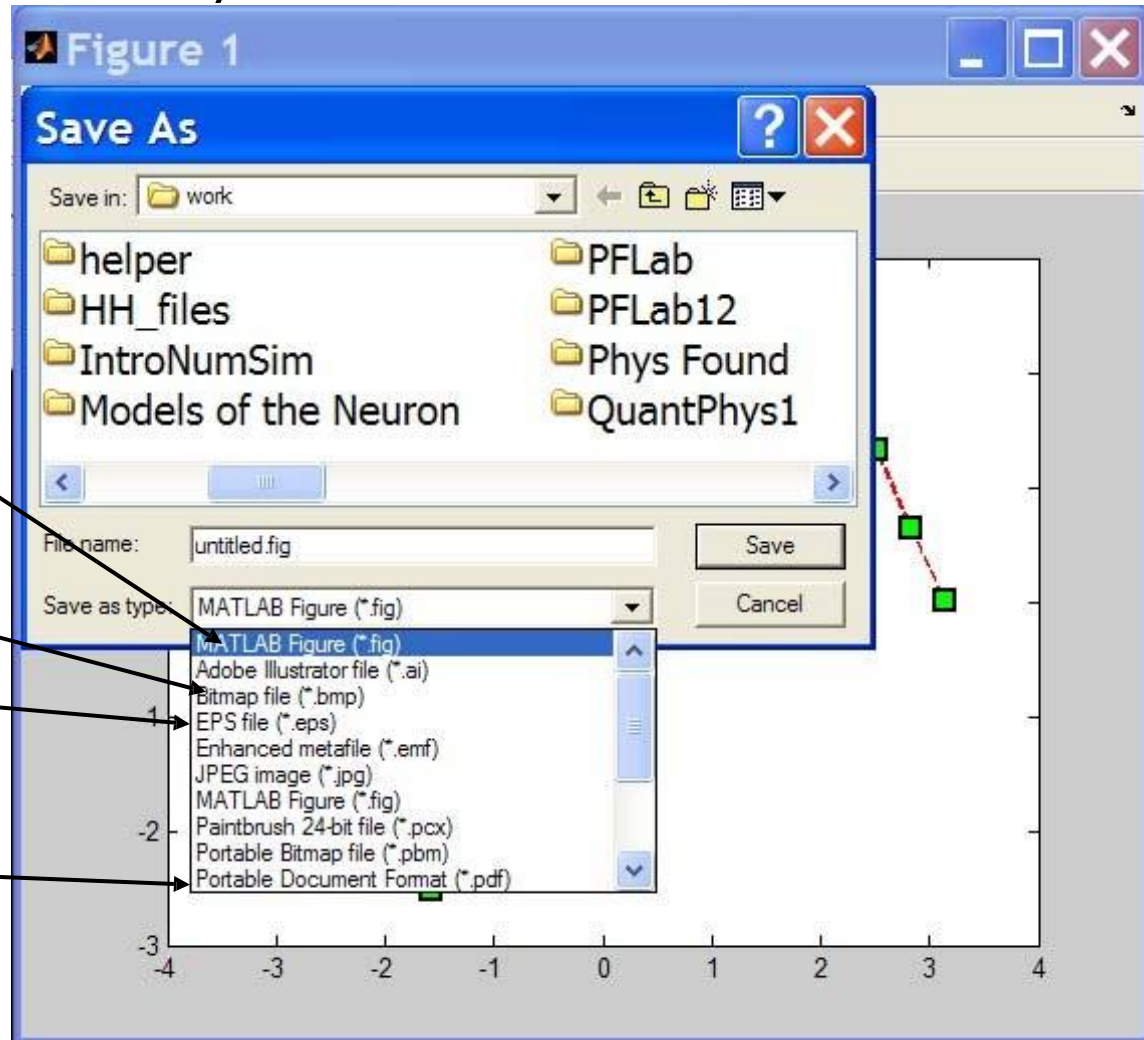 Figure 1
Save As
Save in: work
helper
HH_files
IntroNumSim
Models of the Neuron
PFLab
PFLab12
Phys Found
QuantPhys1
File name: untitled.fig Save
Save as type: MATLAB Figure (*.fig) Cancel
MATLAB Figure (*.fig)
Adobe Illustrator file (*.ai)
Bitmap file (*.bmp)
EPS file (*.eps)
Enhanced metafile (*.emf)
JPEG image (*.jpg)
MATLAB Figure (*.fig)
Paintbrush 24-bit file (*.pcx)
Portable Bitmap file (*.pbm)
Portable Document Format (*.pdf)
-1
-2
-3
-4 -3 -2 -1 0 1 2 3 4